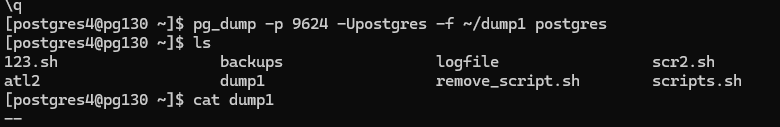 \q
[postgres4@pg130 ~]$ pg_dump -p 9624 -Upostgres -f ~/dump1 postgres
[postgres4@pg130 ~]$ ls
123.sh backups logfile scr2.sh
atl2 dump1 remove_script.sh scripts.sh
[postgres4@pg130 ~]$ cat dump1
--